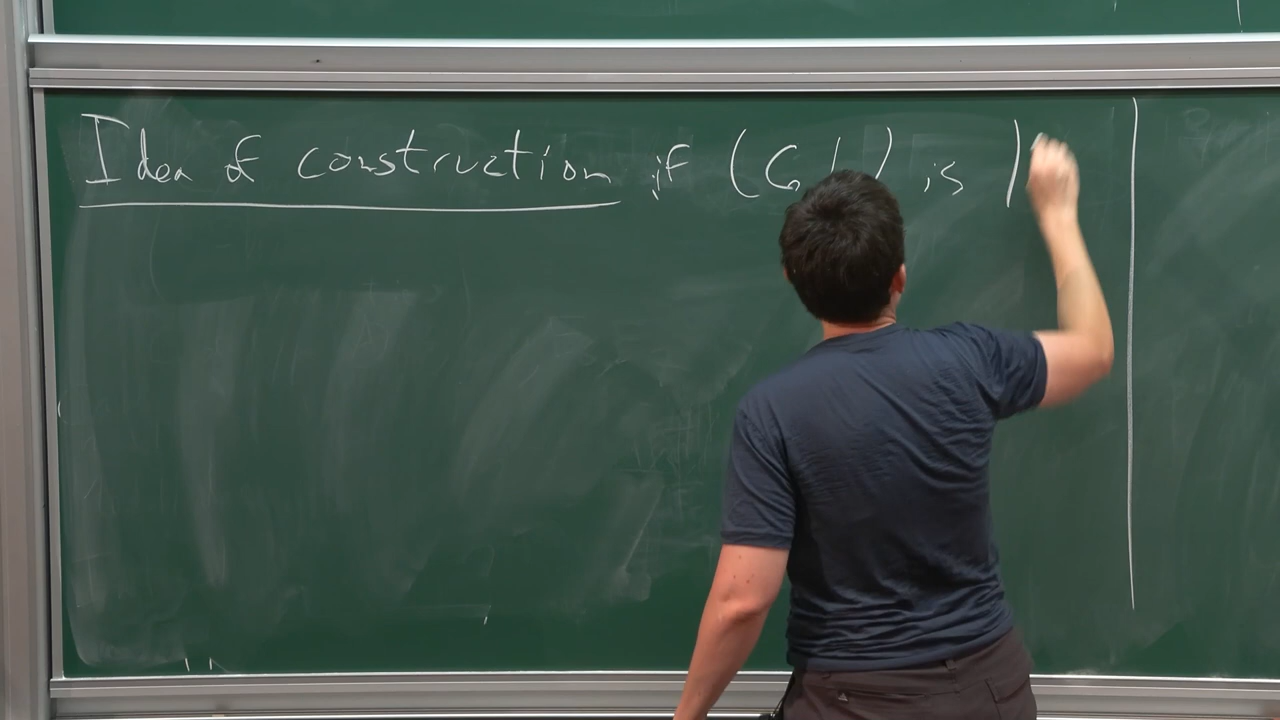 Idea of construction if (G, ) is